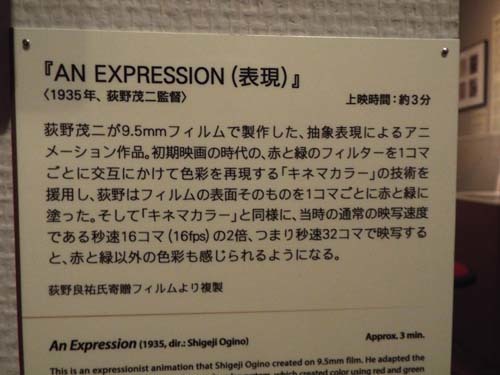 『AN EXPRESSION（表現）』
〈1935年、荻野茂二監督〉 上映時間：約3分
荻野茂二が9.5mmフィルムで製作した、抽象表現によるアニ
メーション作品。初期映画の時代の、赤と緑のフィルターを1コマ
ごとに交互にかけて色彩を再現する「キネマカラー」の技術を
援用し、荻野はフィルムの表面そのものを1コマごとに赤と緑に
塗った。そして「キネマカラー」と同様に、当時の通常の映写速度
である秒速16コマ（16fps）の2倍、つまり秒速32コマで映写する
と、赤と緑以外の色彩も感じられるようになる。
荻野良祐氏寄贈フィルムより複製
An Expression (1935, dir.: Shigeji Ogino) Approx. 3 min.
This is an expressionist animation that Shigeji Ogino created on 9.5mm film. He adapted the
which created color using red and green